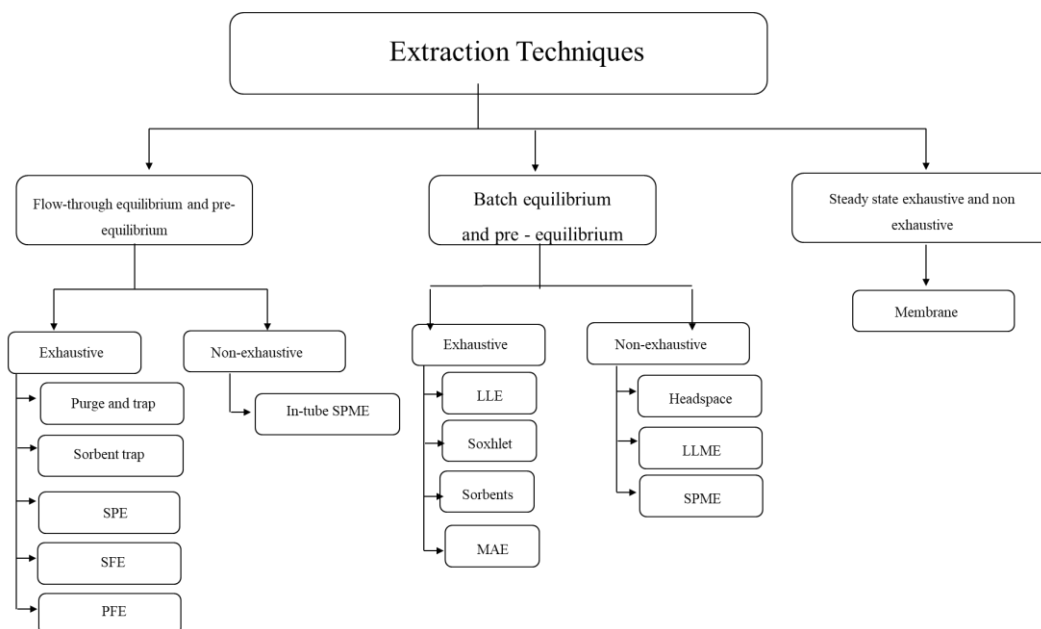 Extraction Techniques
Flow-through equilibrium and pre-
equilibrium
Batch equilibrium
and pre - equilibrium
Steady state exhaustive and non
exhaustive
Exhaustive
Non-exhaustive
Exhaustive
Non-exhaustive
Membrane
Purge and trap
Sorbent trap
SPE
SFE
PFE
In-tube SPME
LLE
Soxhlet
Sorbents
MAE
Headspace
LLME
SPME